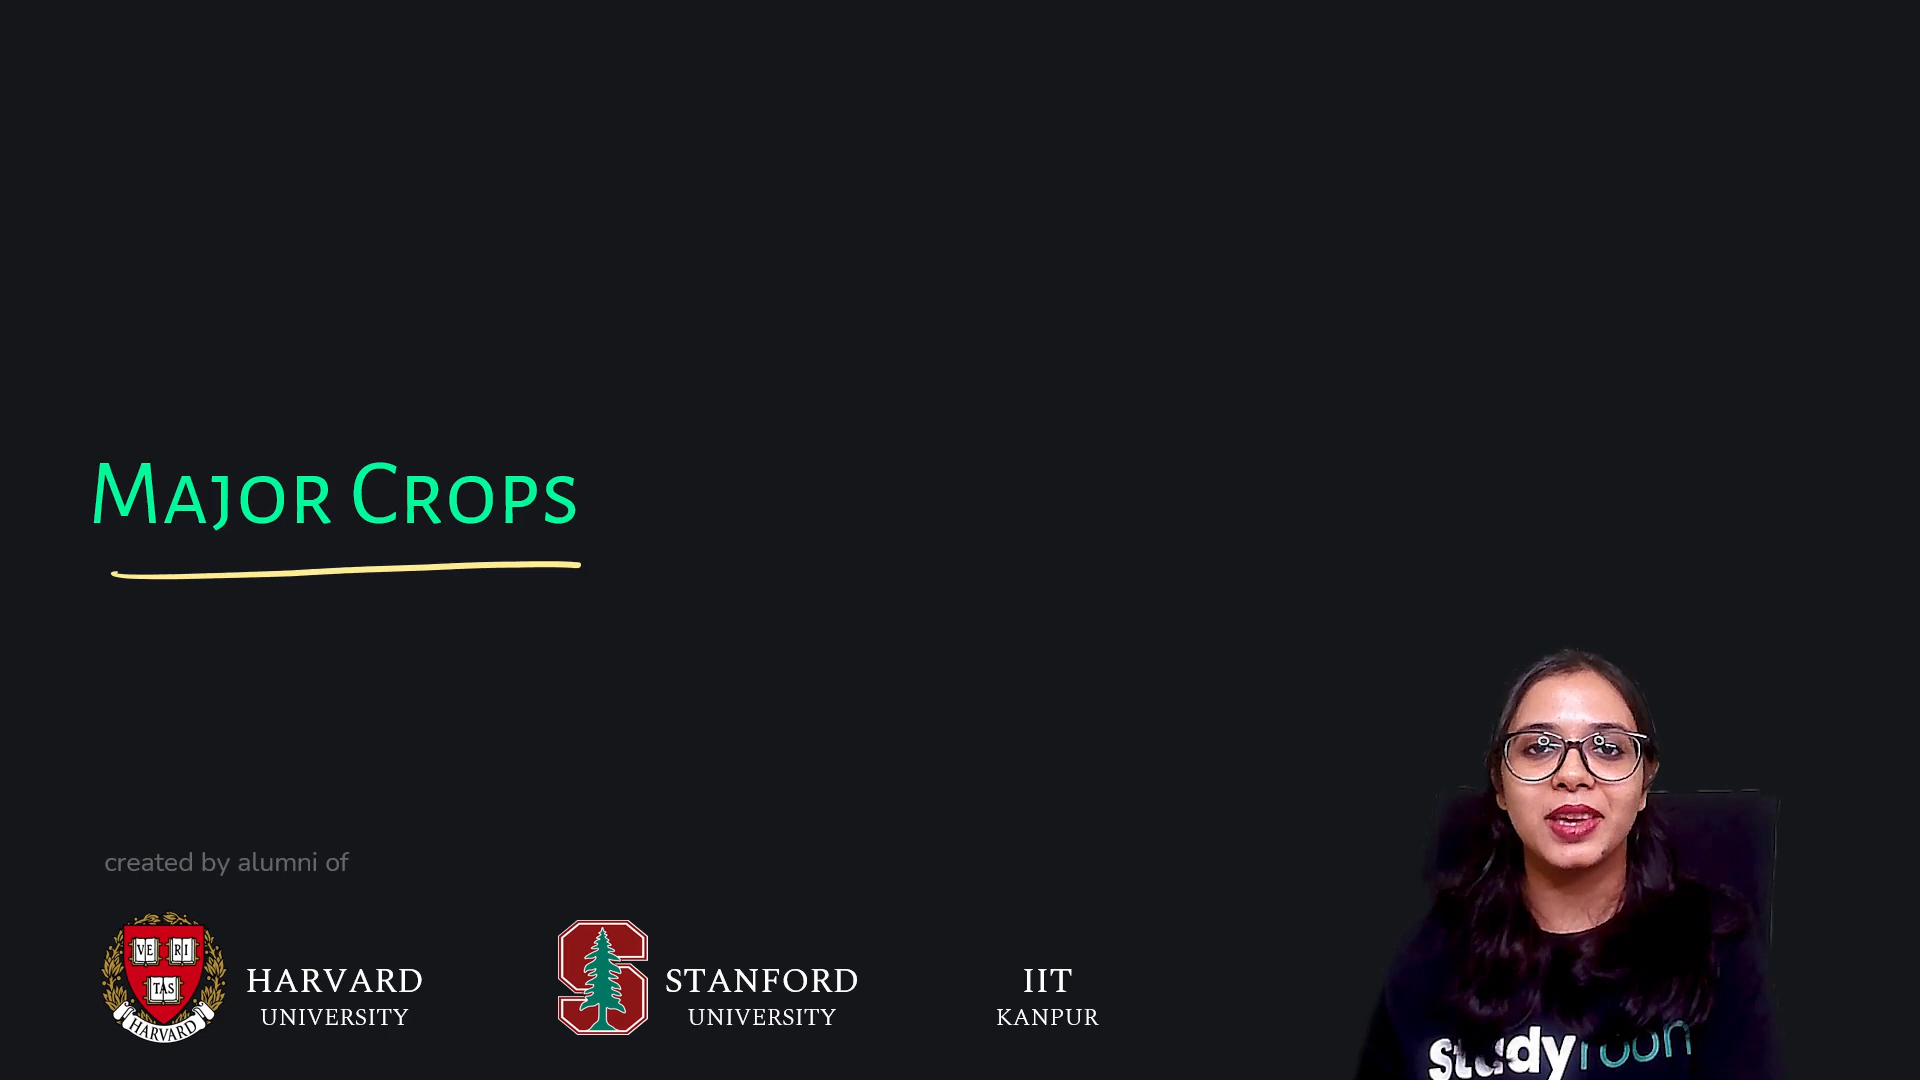 Major Crops
created by alumni of
VE RI
TAS
HARVARD
HARVARD
UNIVERSITY
STANFORD
UNIVERSITY
IIT
KANPUR
study